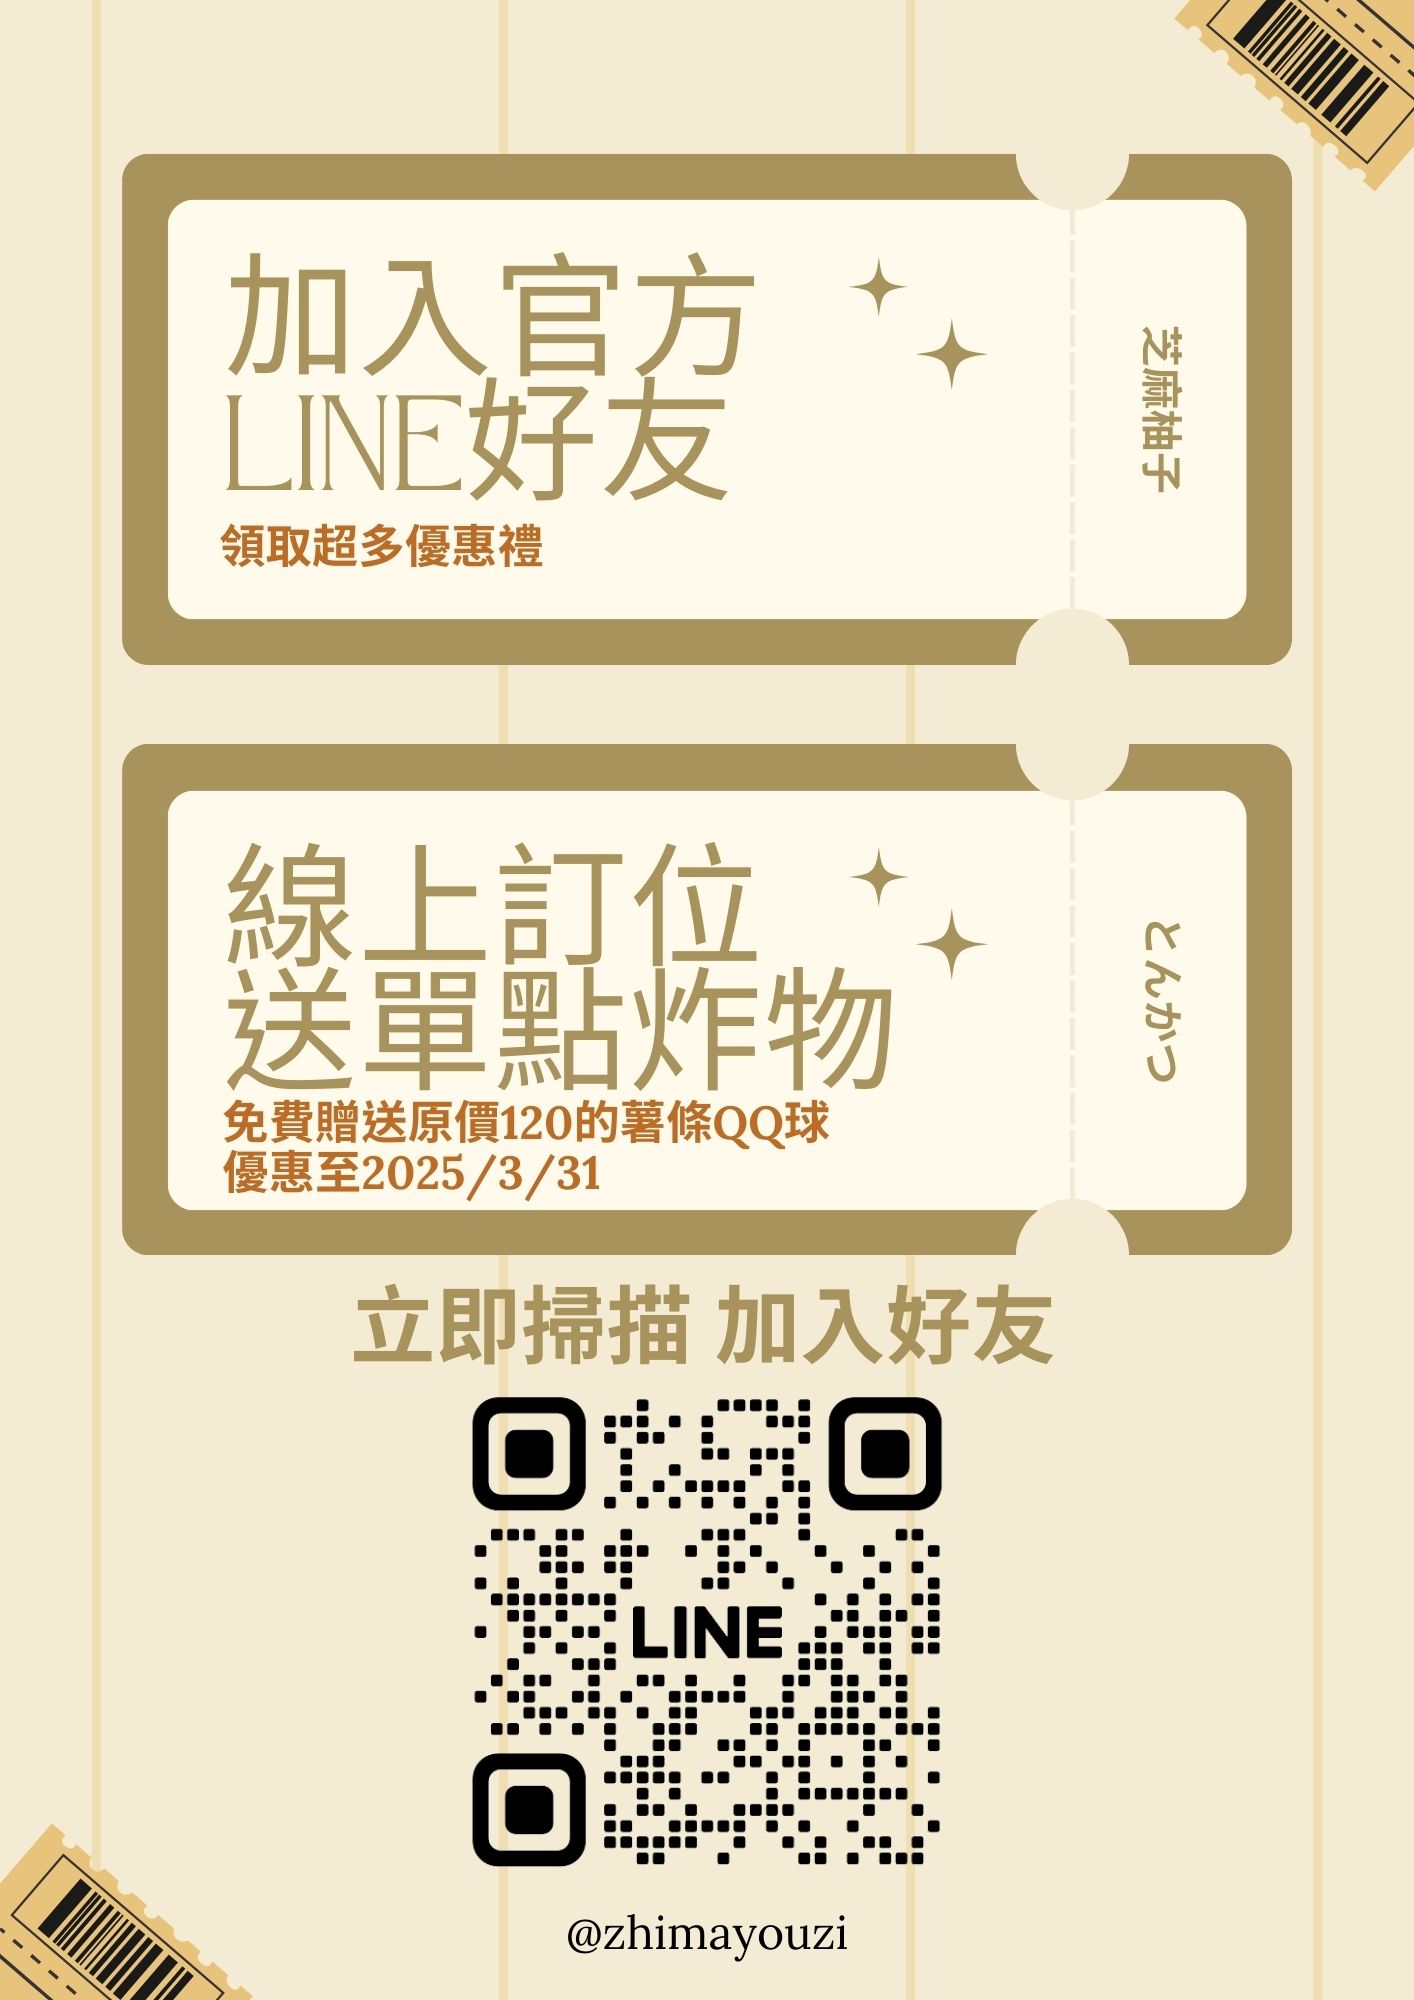 加入官方
LINE好友
領取超多優惠禮
芝麻柚子
線上訂位
送單點炸物
免費贈送原價120的薯條QQ球
優惠至2025/3/31
とんかつ
立即掃描 加入好友
LINE
@zhimayouzi